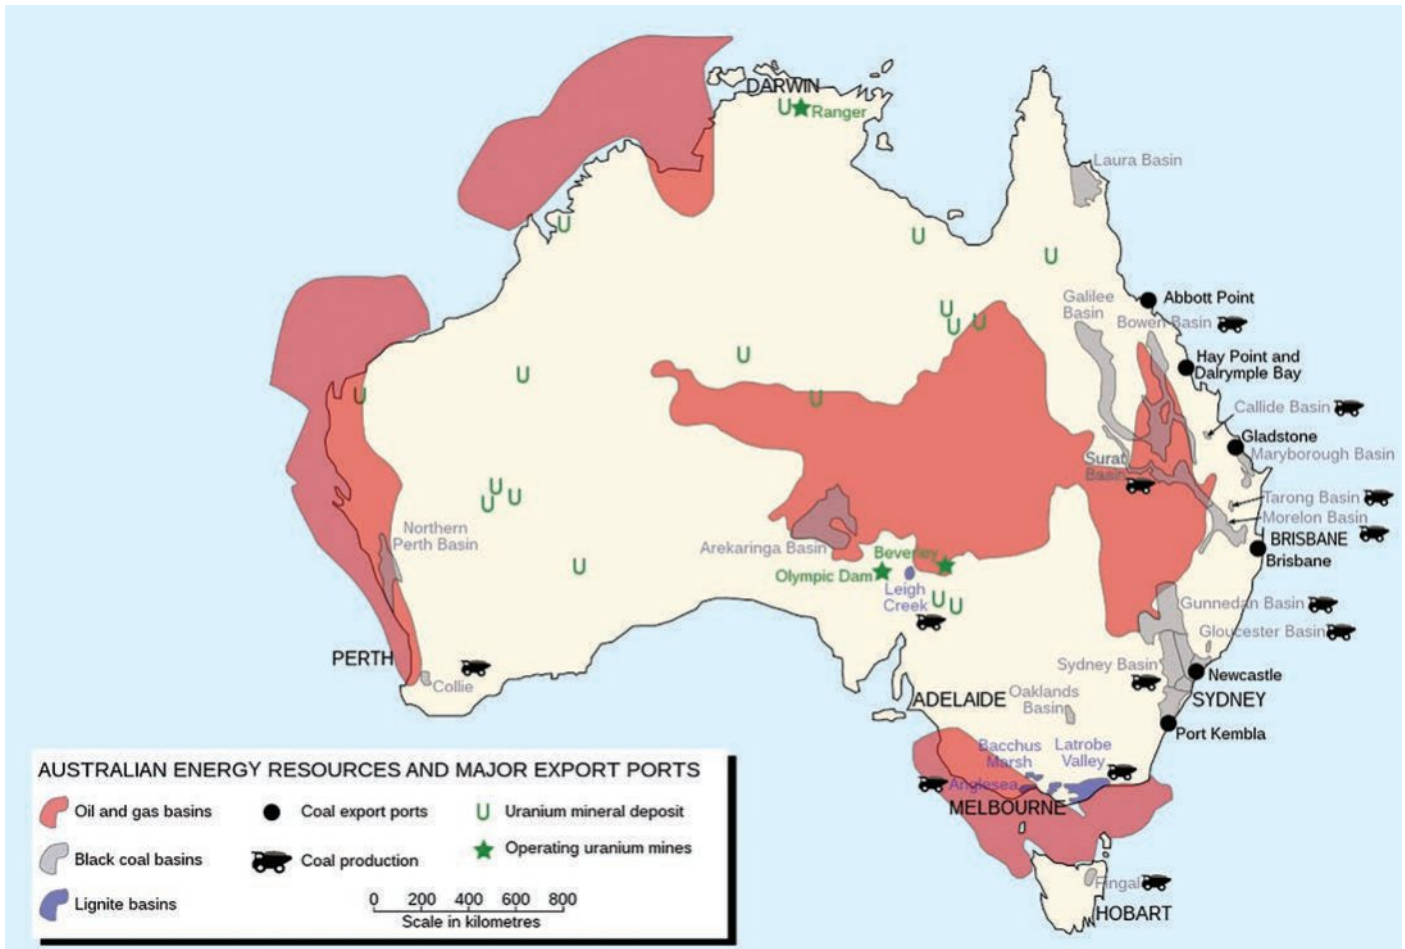 DARWIN
U
Ranger
Laura Basin
U
U
U
Galilee
Basin
Abbott Point
Bowen Basin
U
U
U
Hay Point and
Dalrymple Bay
U
U
U
U
Callide Basin
Gladstone
Maryborough Basin
Surat
Basin
U
U
U
Tarong Basin
Morelon Basin
BRISBANE
Brisbane
Northern
Perth Basin
Arekaringa Basin
Beverley
Olympic Dam
U
Leigh
Creek
U
U
Gunnedan Basin
Gloucester Basin
PERTH
Collie
Sydney Basin
Newcastle
SYDNEY
ADELAIDE
Oaklands
Basin
Port Kembla
Bacchus
Marsh
Latrobe
Valley
Anglesea
MELBOURNE
Fingal
HOBART
AUSTRALIAN ENERGY RESOURCES AND MAJOR EXPORT PORTS
Oil and gas basins
Coal export ports
U Uranium mineral deposit
Black coal basins
Coal production
Operating uranium mines
Lignite basins
0 200 400 600 800
Scale in kilometres